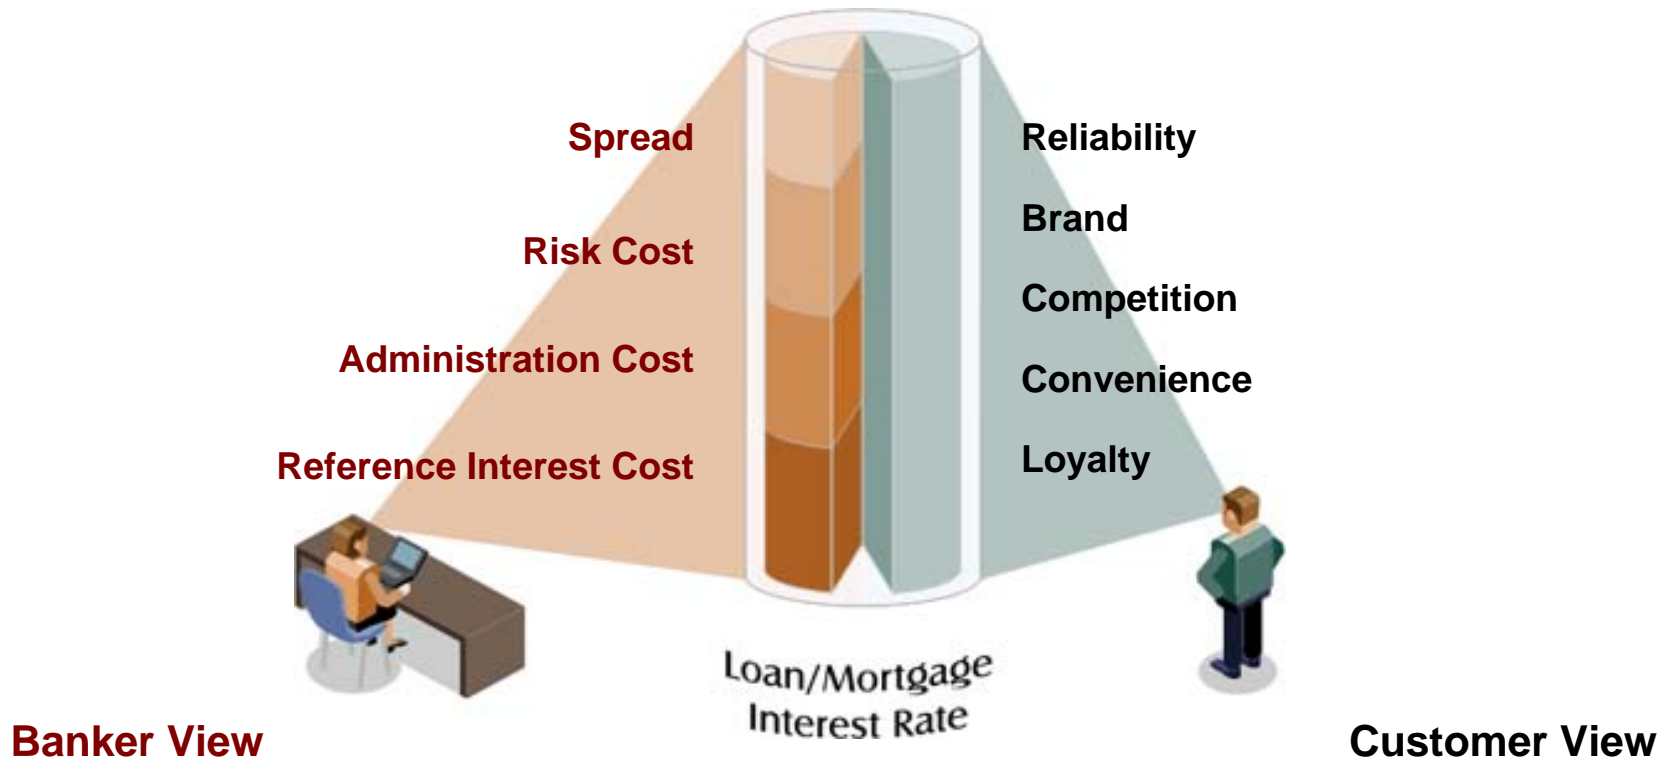 Spread
Risk Cost
Administration Cost
Reference Interest Cost
Reliability
Brand
Competition
Convenience
Loyalty
Loan/Mortgage
Interest Rate
Banker View
Customer View